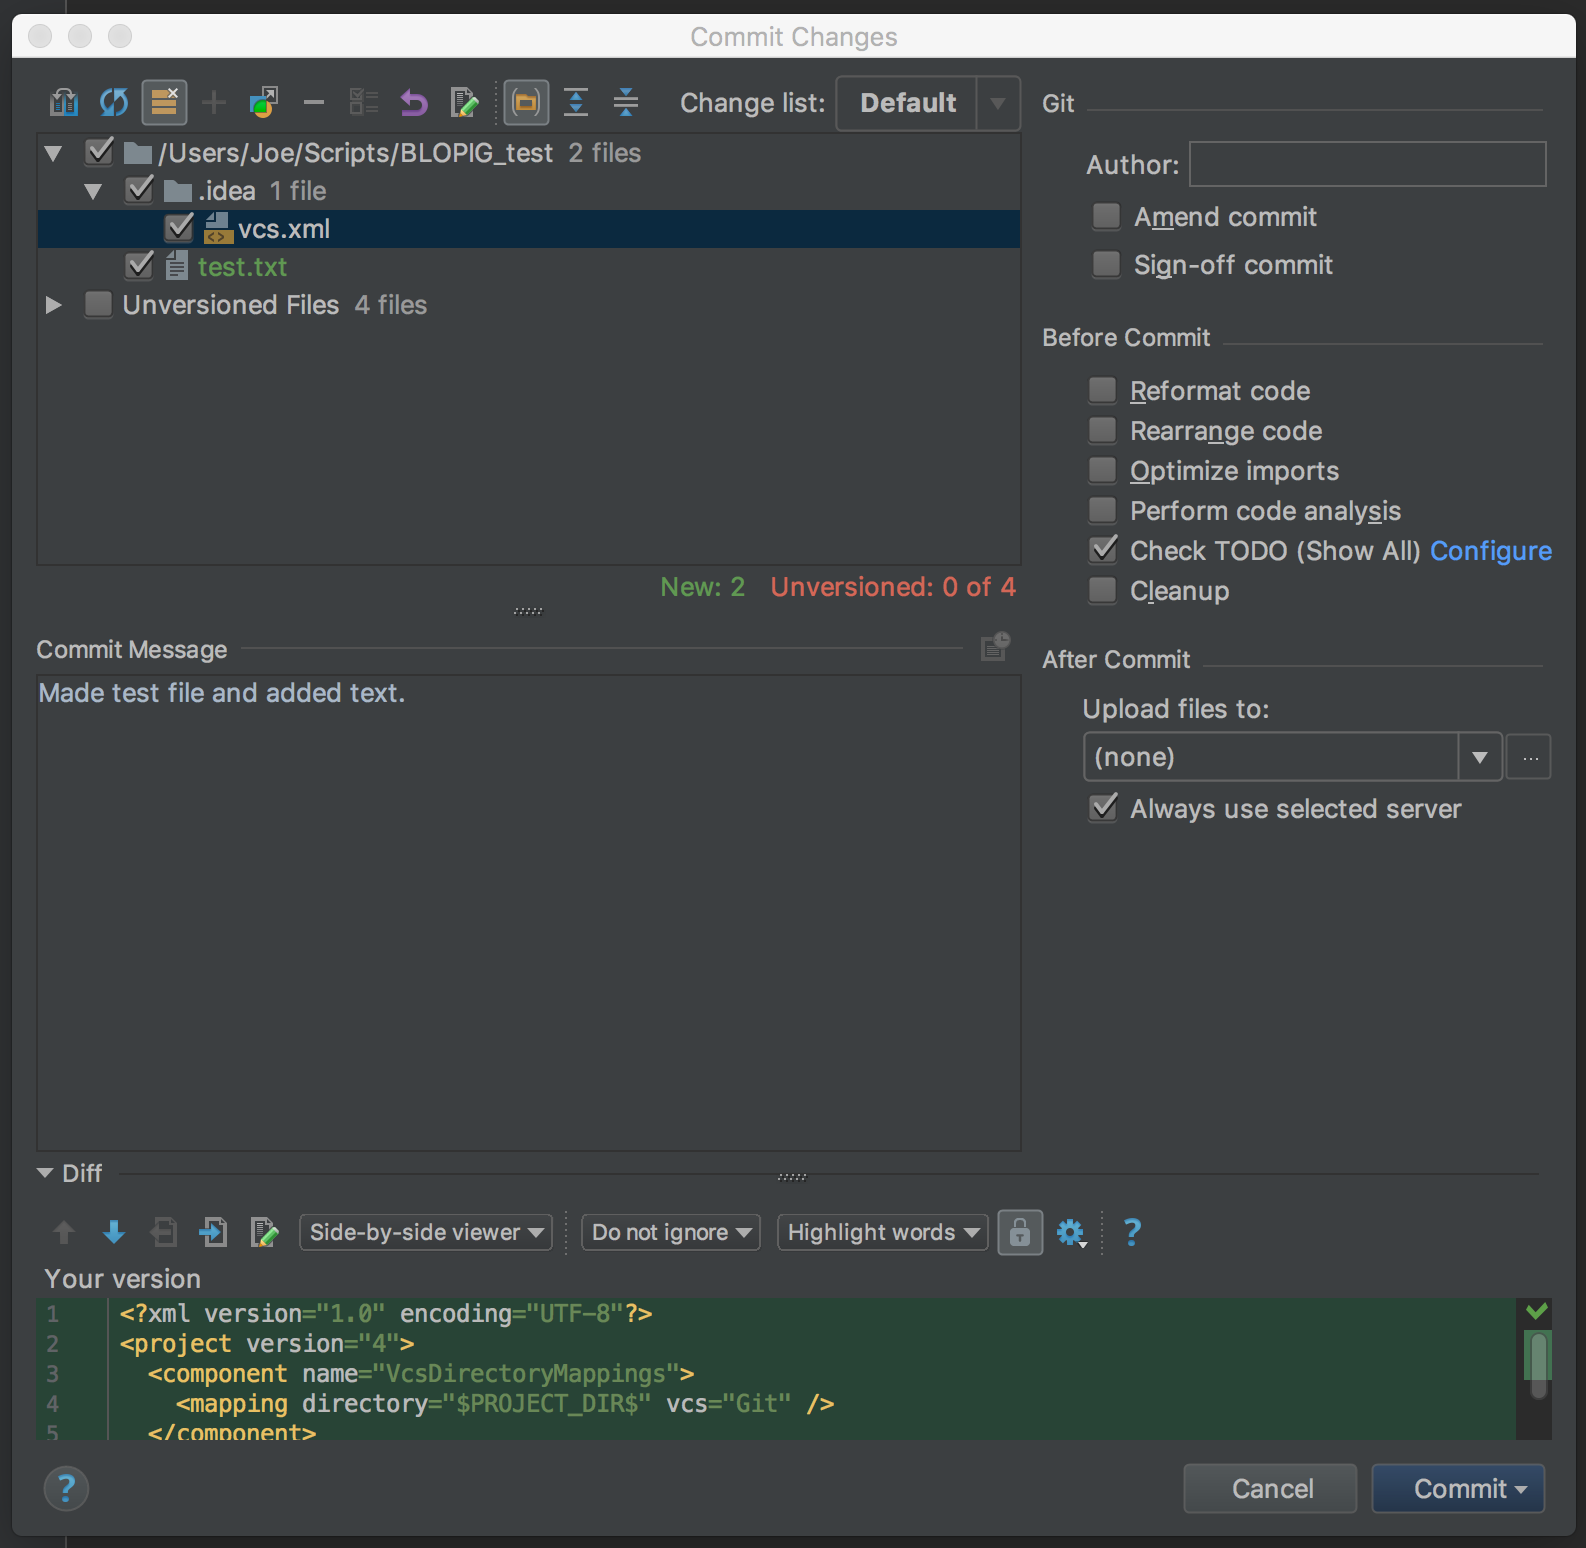 Commit Changes
Change list: Default
/Users/Joe/Scripts/BLOPIG_test 2 files
.idea 1 file
vcs.xml
test.txt
Unversioned Files 4 files
New: 2 Unversioned: 0 of 4
Commit Message
Made test file and added text.
Git
Author:
Amend commit
Sign-off commit
Before Commit
Reformat code
Rearrange code
Optimize imports
Perform code analysis
Check TODO (Show All) Configure
Cleanup
After Commit
Upload files to:
(none) ...
Always use selected server
Diff
Side-by-side viewer Do not ignore Highlight words ?
Your version
1 <?xml version="1.0" encoding="UTF-8"?>
2 <project version="4">
3 <component name="VcsDirectoryMappings">
4 <mapping directory="$PROJECT_DIR$" vcs="Git" />
5 </component>
? Cancel Commit